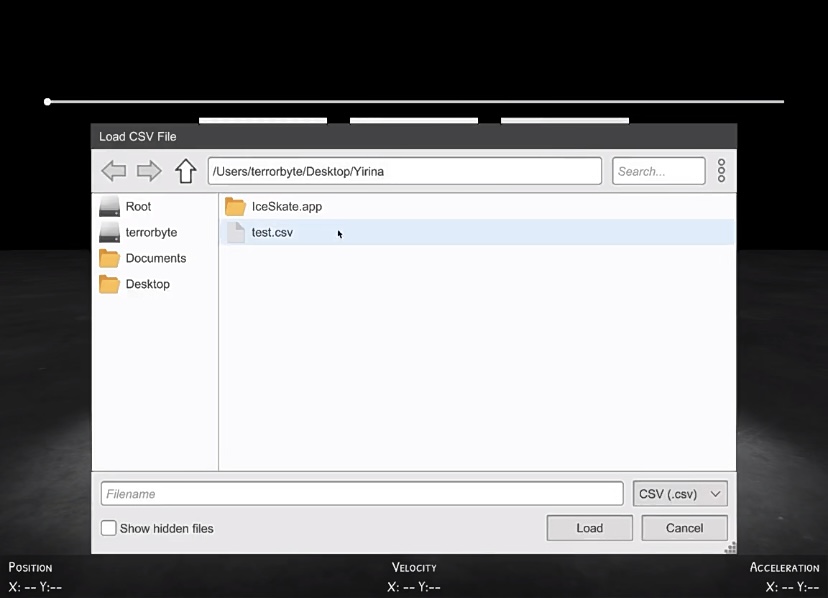 Load CSV File
/Users/terrorbyte/Desktop/Yirina
Search...
Root
terrorbyte
Documents
Desktop
IceSkate.app
test.csv
Filename
CSV (.csv)
Show hidden files
Load
Cancel
POSITION
X: -- Y:--
VELOCITY
X: -- Y:--
ACCELERATION
X: -- Y:--